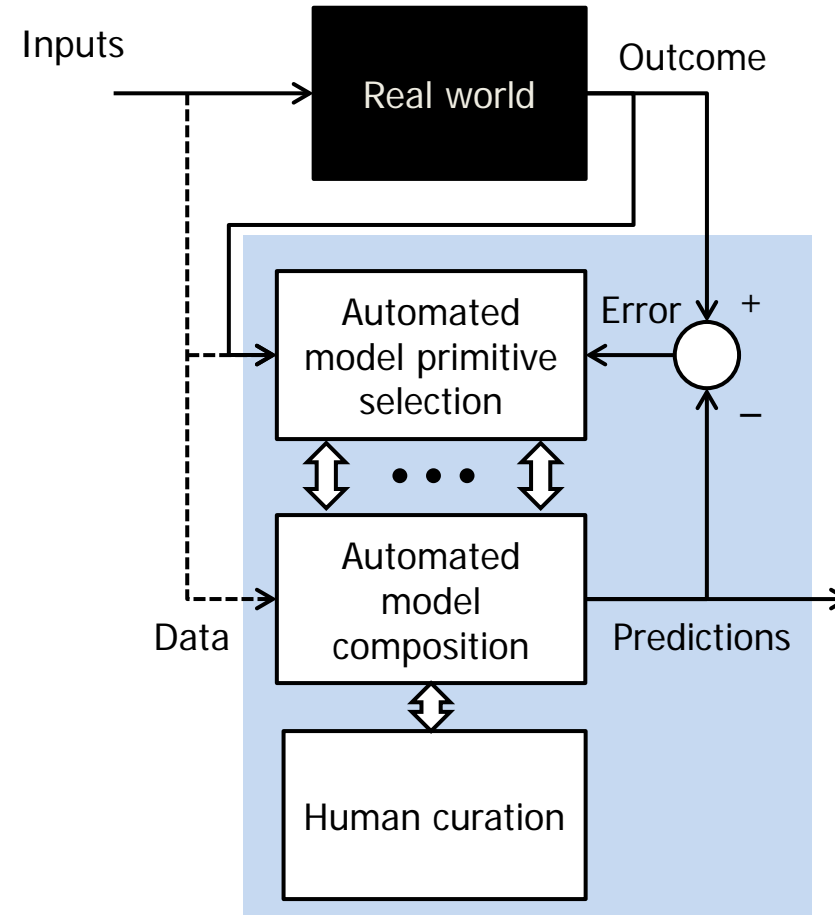 Inputs
Real world
Outcome
Automated
model primitive
selection
Error
+
−
• • •
Automated
model
composition
Data
Predictions
Human curation